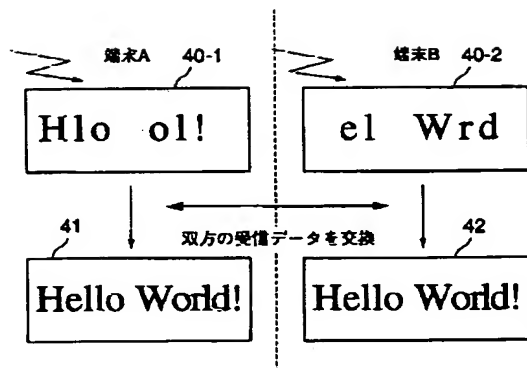 端末A 40-1
端末B 40-2
Hlo ol!
el Wrd
双方の受信データを交換
41
42
Hello World!
Hello World!